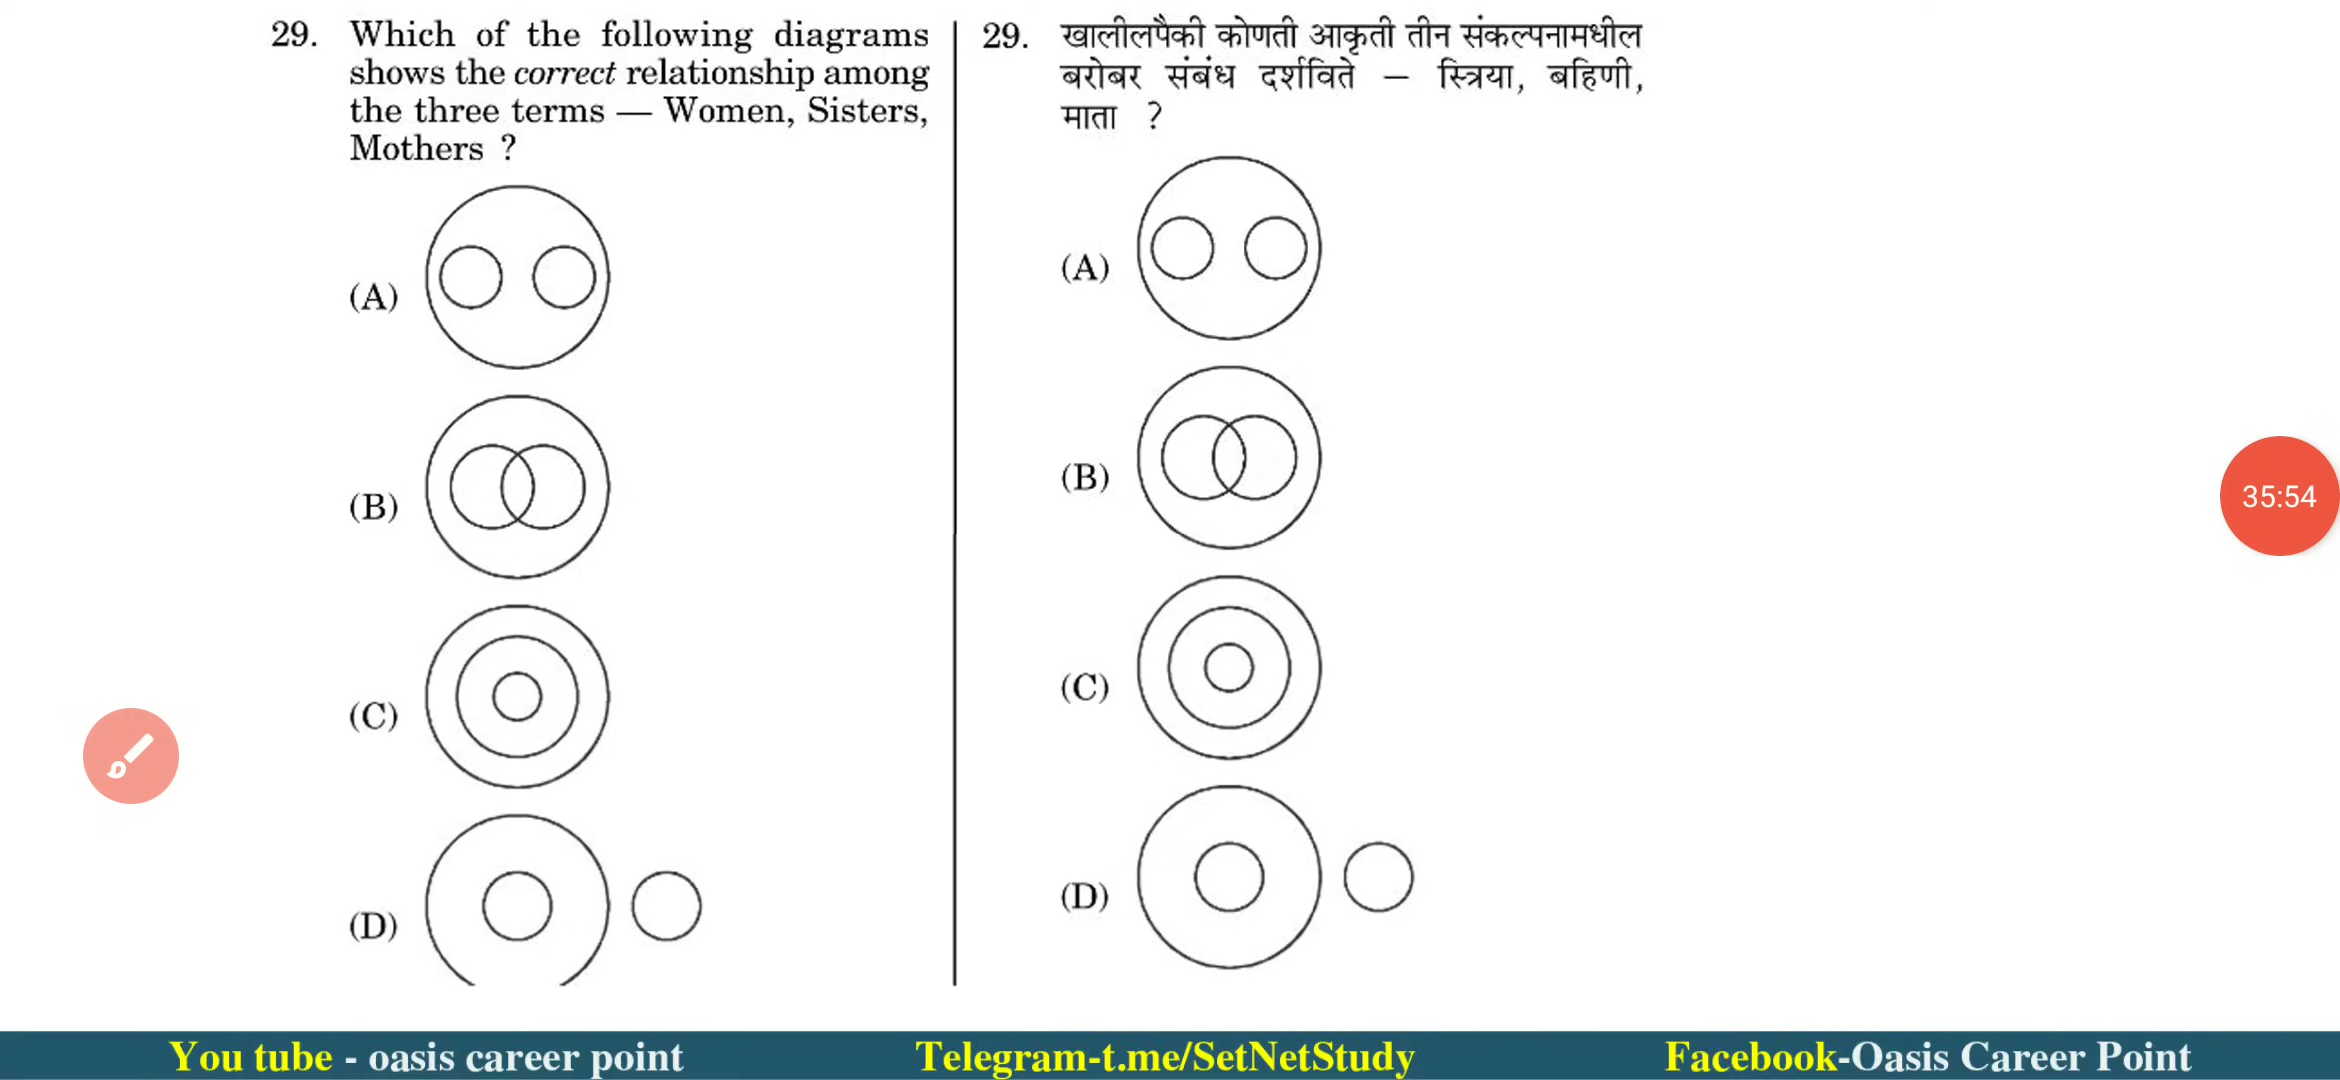 29. Which of the following diagrams
shows the correct relationship among
the three terms — Women, Sisters,
Mothers ?
(A)
(B)
(C)
(D)
29. खालीलपैकी कोणती आकृती तीन संकल्पनामधील
बरोबर संबंध दर्शविते – स्त्रिया, बहिणी,
माता ?
(A)
(B)
(C)
(D)
35:54
You tube - oasis career point
Telegram-t.me/SetNetStudy
Facebook-Oasis Career Point